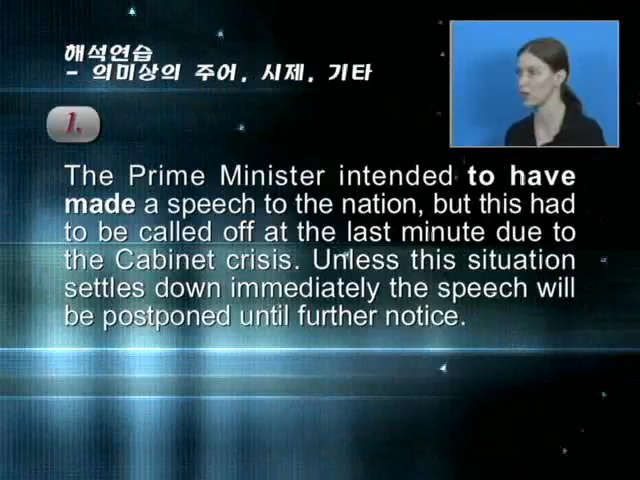 해석연습
- 의미상의 주어, 시제, 기타
1.
The Prime Minister intended to have
made a speech to the nation, but this had
to be called off at the last minute due to
the Cabinet crisis. Unless this situation
settles down immediately the speech will
be postponed until further notice.